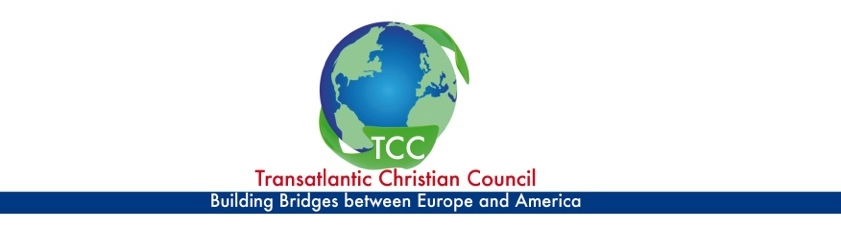 TCC
Transatlantic Christian Council
Building Bridges between Europe and America